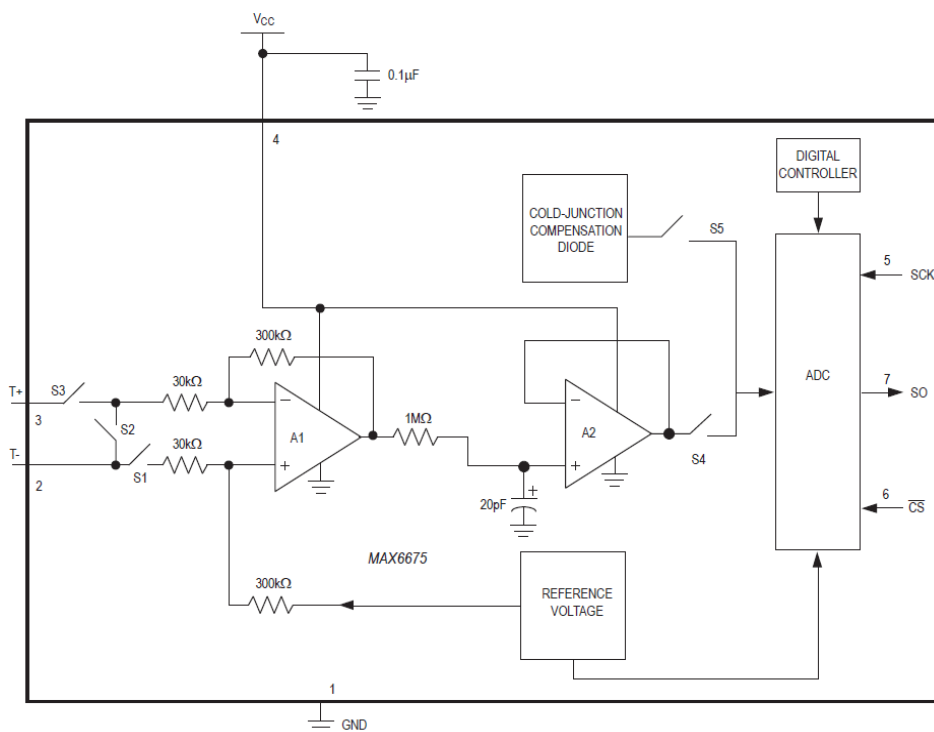 VCC
0.1µF
4
DIGITAL
CONTROLLER
COLD-JUNCTION
COMPENSATION
DIODE
S5
5
SCK
300kΩ
ADC
T+
S3
30kΩ
7
SO
3
S2
A1
1MΩ
A2
30kΩ
T-
S1
S4
2
20pF
6
CS
MAX6675
300kΩ
REFERENCE
VOLTAGE
1
GND